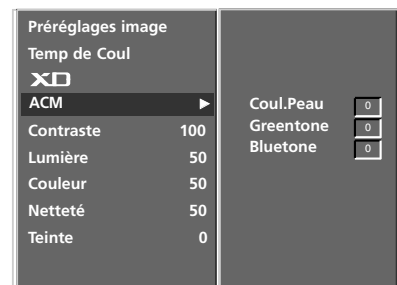 Préréglages image
Temp de Coul
XD
ACM
Contraste 100
Lumière 50
Couleur 50
Netteté 50
Teinte 0
Coul.Peau 0
Greentone 0
Bluetone 0